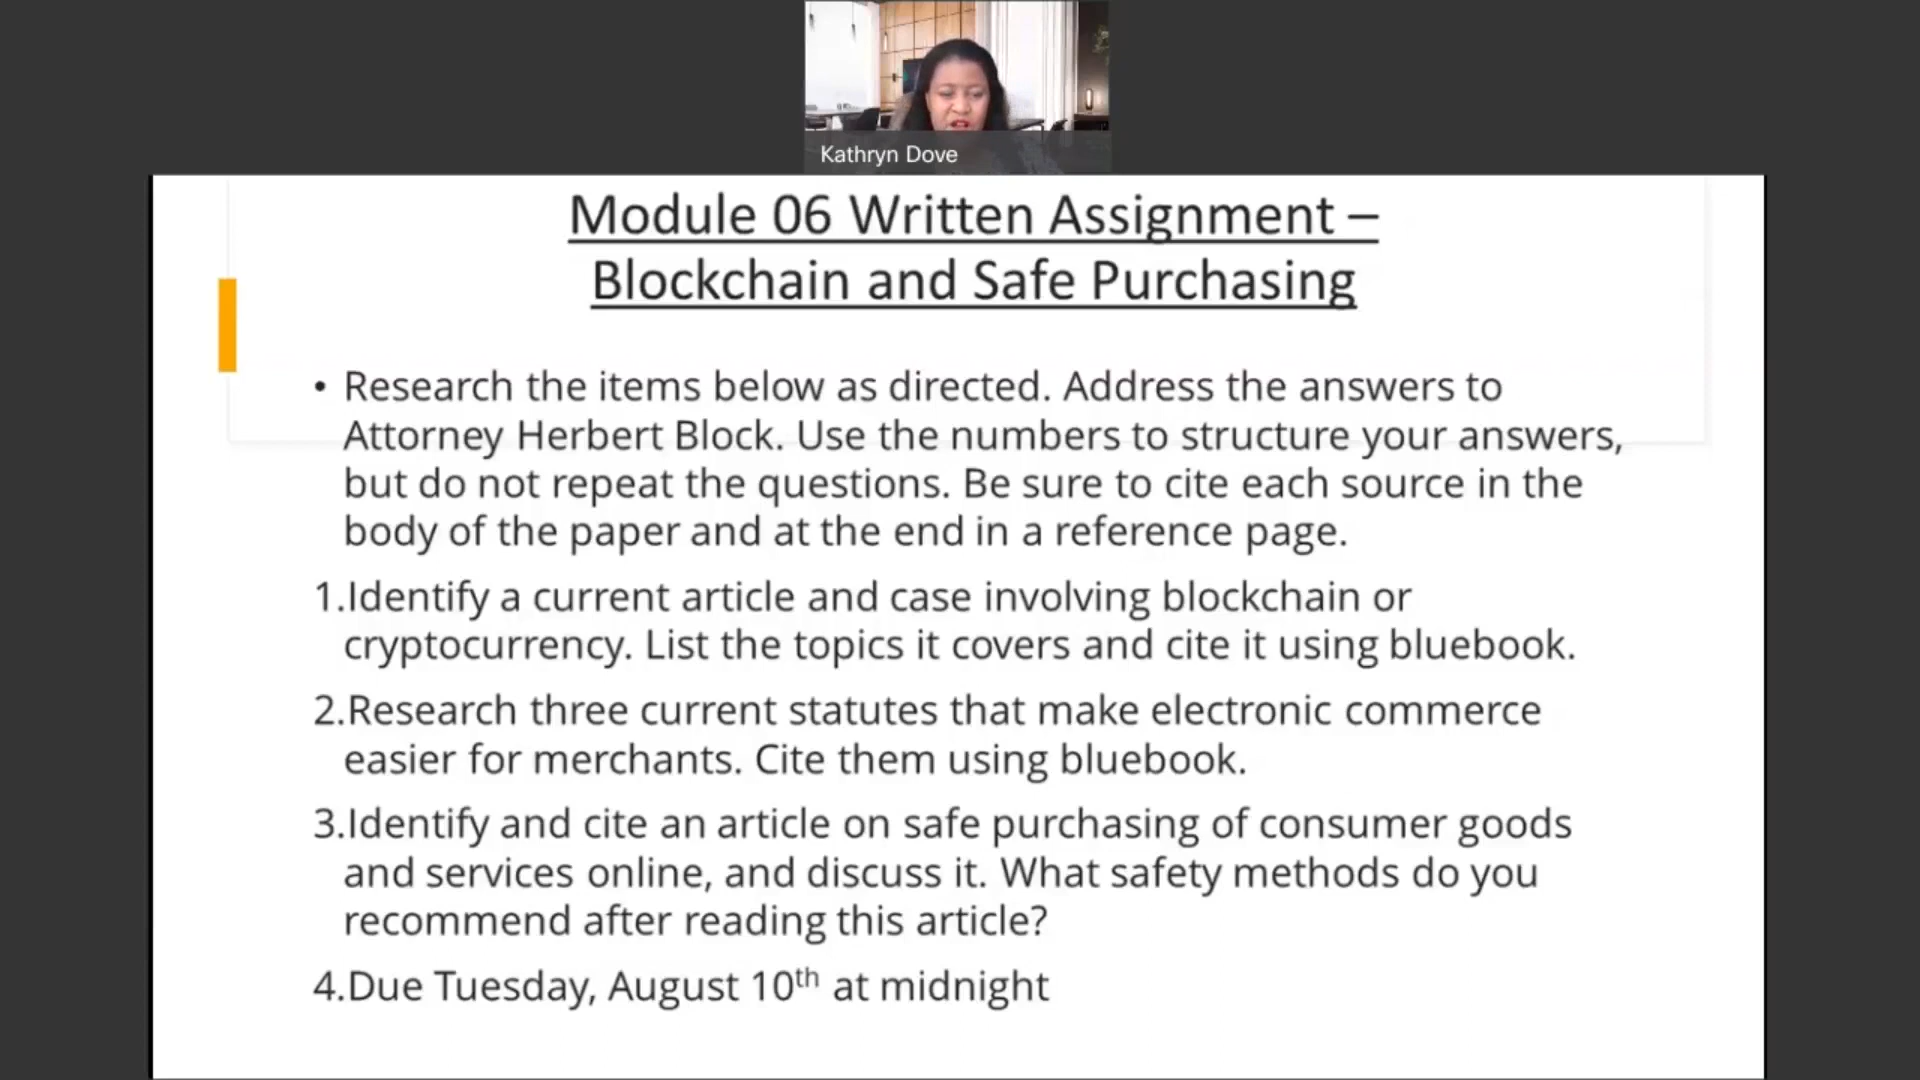 Kathryn Dove
Module 06 Written Assignment –
Blockchain and Safe Purchasing
• Research the items below as directed. Address the answers to
Attorney Herbert Block. Use the numbers to structure your answers,
but do not repeat the questions. Be sure to cite each source in the
body of the paper and at the end in a reference page.
1.Identify a current article and case involving blockchain or
cryptocurrency. List the topics it covers and cite it using bluebook.
2.Research three current statutes that make electronic commerce
easier for merchants. Cite them using bluebook.
3.Identify and cite an article on safe purchasing of consumer goods
and services online, and discuss it. What safety methods do you
recommend after reading this article?
4.Due Tuesday, August 10th at midnight